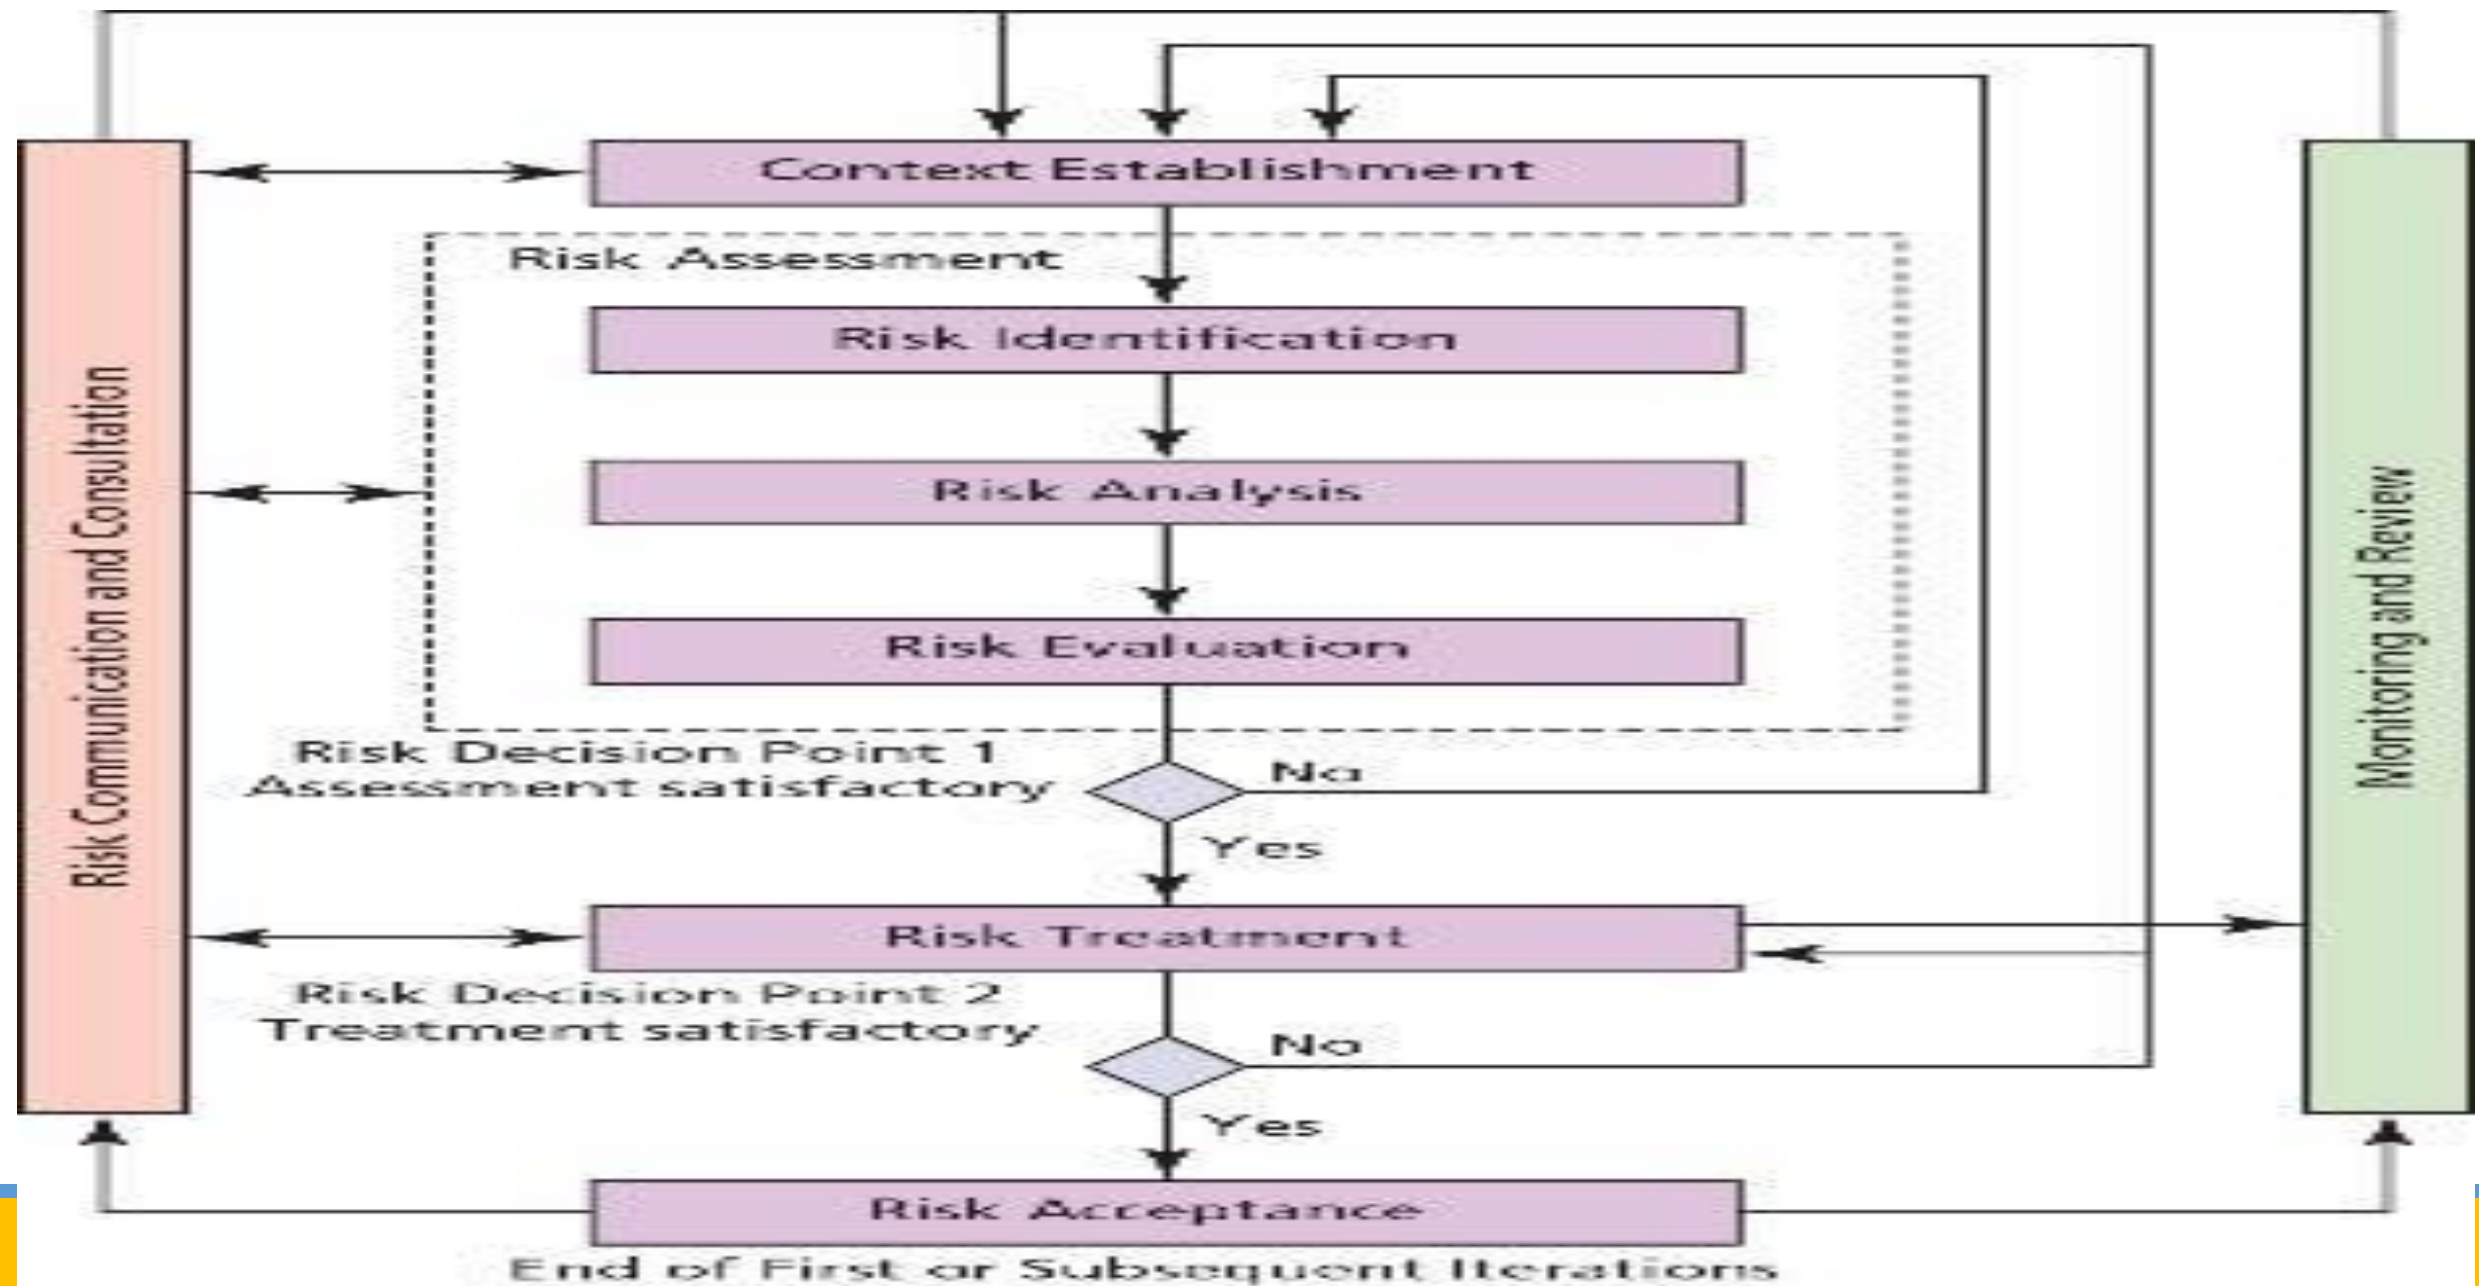 Context Establishment
Risk Assessment
Risk Identification
Risk Analysis
Risk Evaluation
Risk Decision Point 1
Assessment satisfactory
No
Yes
Risk Treatment
Risk Decision Point 2
Treatment satisfactory
No
Yes
Risk Acceptance
End of First or Subsequent Iterations
Risk Communication and Consultation
Monitoring and Review